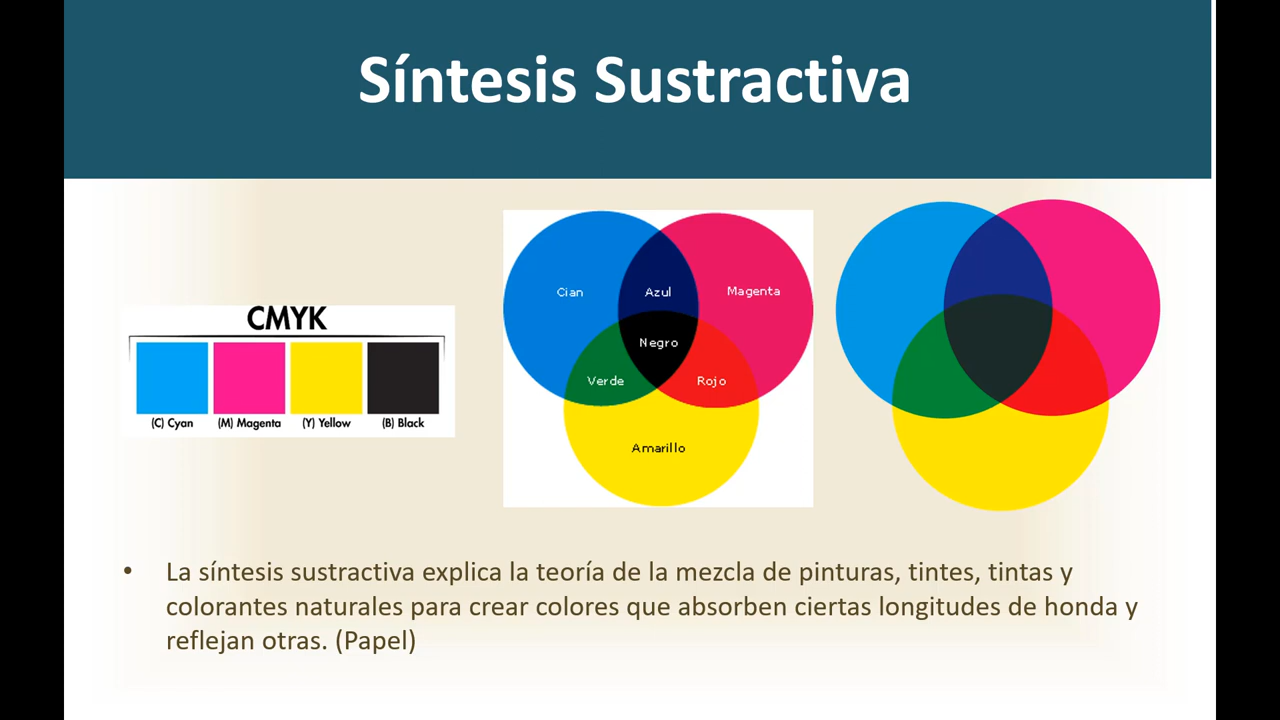 Síntesis Sustractiva
CMYK
(C) Cyan (M) Magenta (Y) Yellow (B) Black
Cian Azul Magenta
Negro
Verde Rojo
Amarillo
• La síntesis sustractiva explica la teoría de la mezcla de pinturas, tintes, tintas y
colorantes naturales para crear colores que absorben ciertas longitudes de honda y
reflejan otras. (Papel)